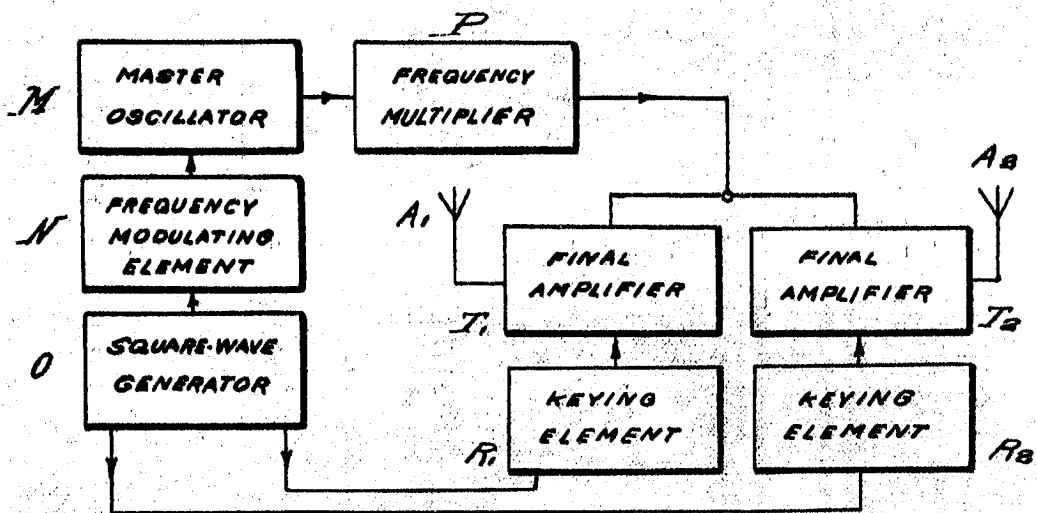 P
M
MASTER
OSCILLATOR
FREQUENCY
MULTIPLIER
N
FREQUENCY
MODULATING
ELEMENT
A1
A2
FINAL
AMPLIFIER
T1
FINAL
AMPLIFIER
T2
O
SQUARE-WAVE
GENERATOR
KEYING
ELEMENT
R1
KEYING
ELEMENT
R2